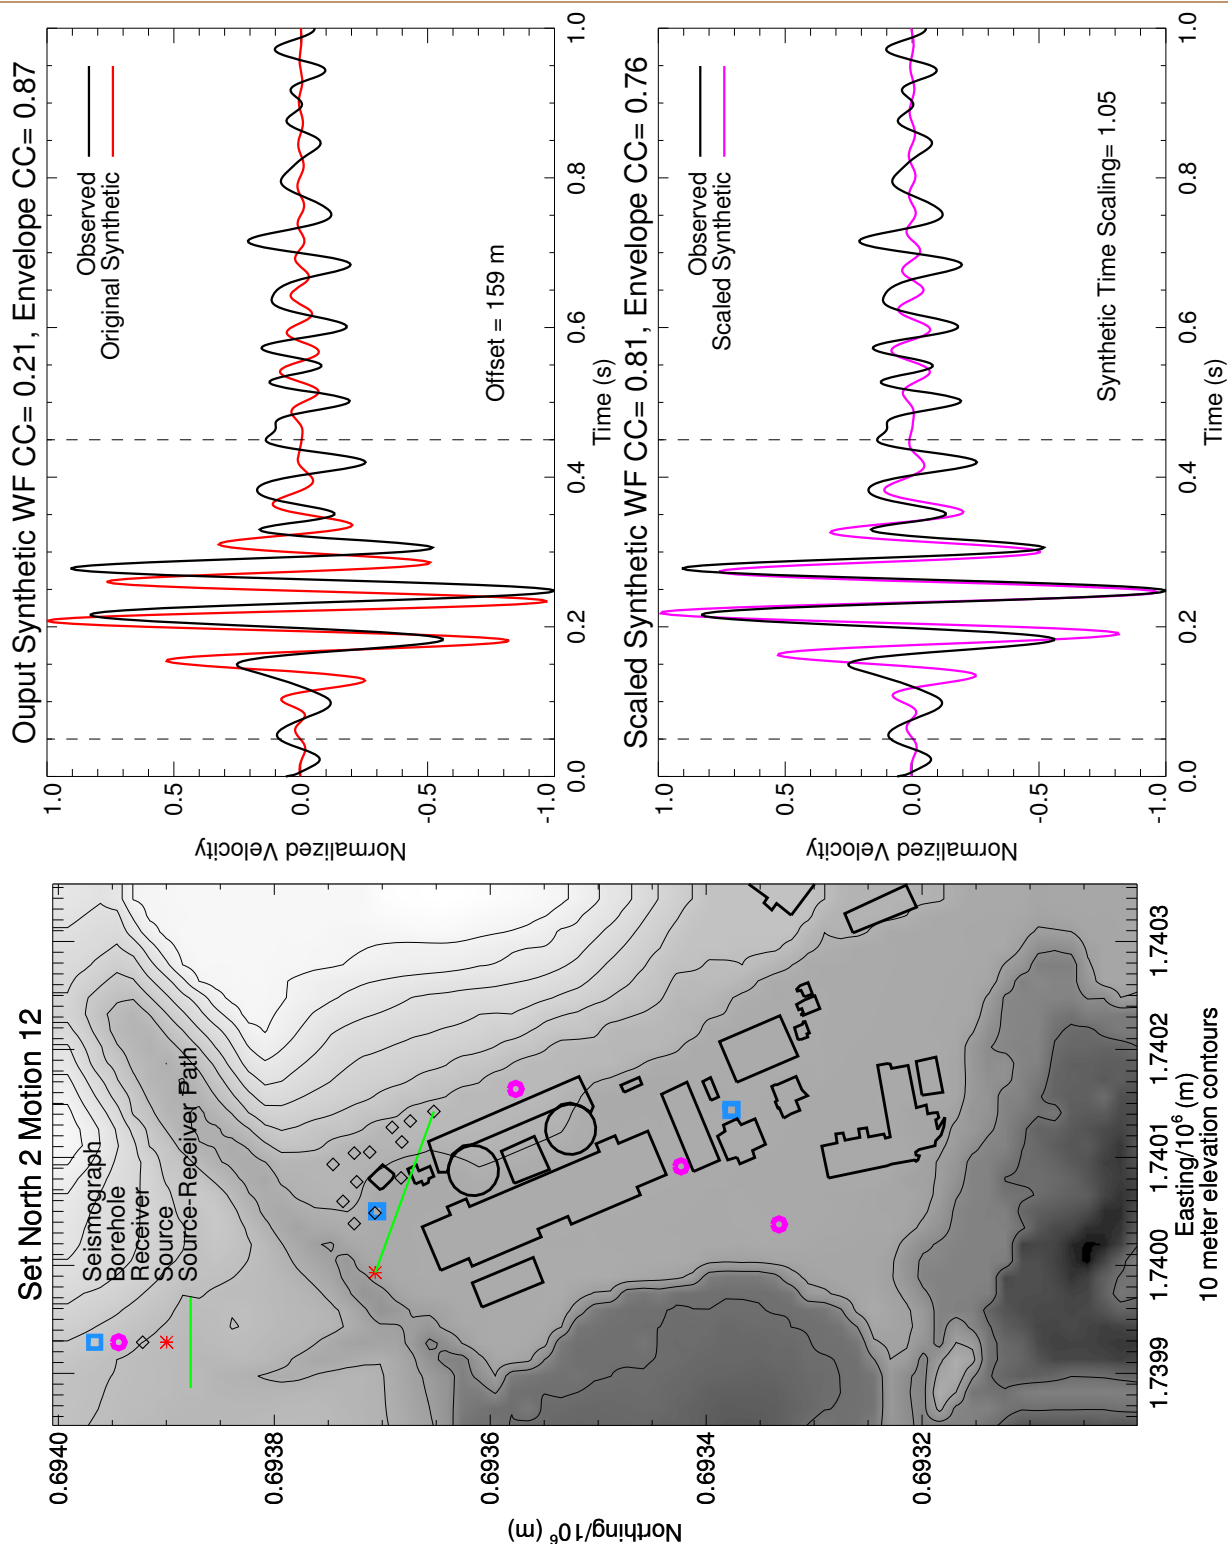 Set North 2 Motion 12
Seismograph
Borehole
Receiver
Source
Source-Receiver Path
0.6940
0.6938
0.6936
0.6934
0.6932
Northing/10⁶ (m)
1.7399
1.7400
1.7401
1.7402
1.7403
Easting/10⁶ (m)
10 meter elevation contours
Ouput Synthetic WF CC= 0.21, Envelope CC= 0.87
Observed
Original Synthetic
Offset = 159 m
1.0
0.5
0.0
-0.5
-1.0
Normalized Velocity
0.0
0.2
0.4
0.6
0.8
1.0
Time (s)
Scaled Synthetic WF CC= 0.81, Envelope CC= 0.76
Observed
Scaled Synthetic
Synthetic Time Scaling= 1.05
1.0
0.5
0.0
-0.5
-1.0
Normalized Velocity
0.0
0.2
0.4
0.6
0.8
1.0
Time (s)